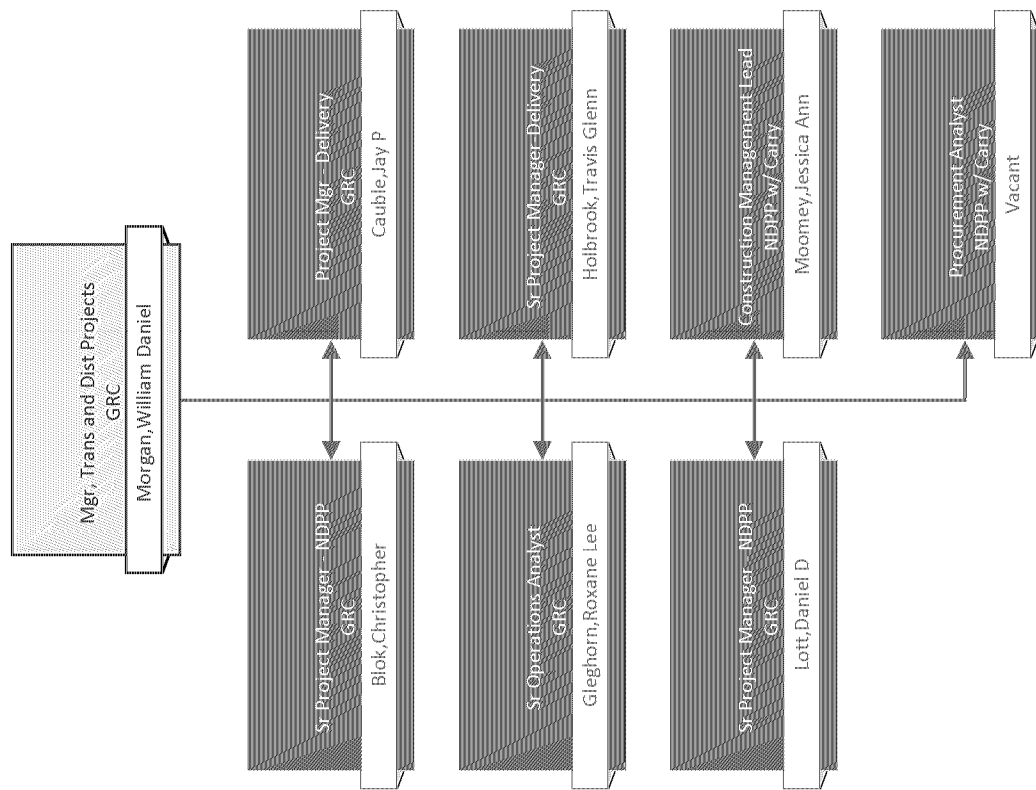 Mgr, Trans and Dist Projects
GRC
Morgan,William Daniel
Sr Project Manager - NDPP
GRC
Blok,Christopher
Project Mgr - Delivery
GRC
Cauble,Jay P
Sr Operations Analyst
GRC
Gleghorn,Roxane Lee
Sr Project Manager Delivery
GRC
Holbrook,Travis Glenn
Sr Project Manager - NDPP
GRC
Lott,Daniel D
Construction Management Lead
NDPP w/ Carry
Moomey,Jessica Ann
Procurement Analyst
NDPP w/ Carry
Vacant